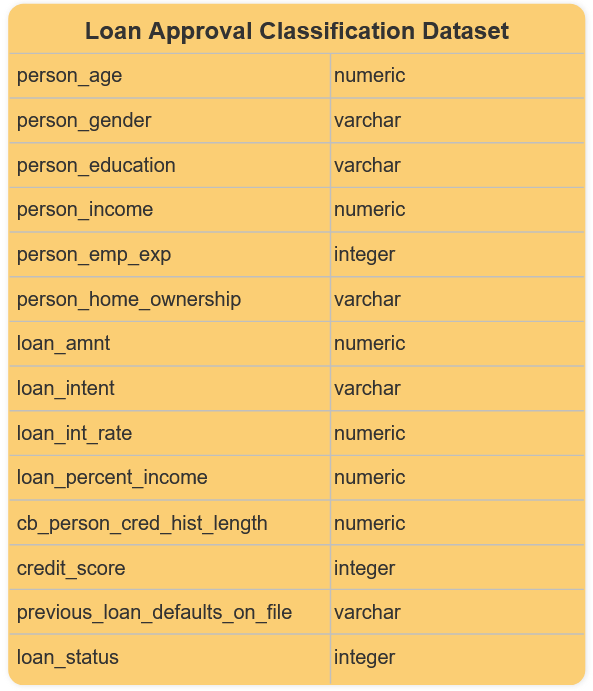 Loan Approval Classification Dataset
person_age numeric
person_gender varchar
person_education varchar
person_income numeric
person_emp_exp integer
person_home_ownership varchar
loan_amnt numeric
loan_intent varchar
loan_int_rate numeric
loan_percent_income numeric
cb_person_cred_hist_length numeric
credit_score integer
previous_loan_defaults_on_file varchar
loan_status integer